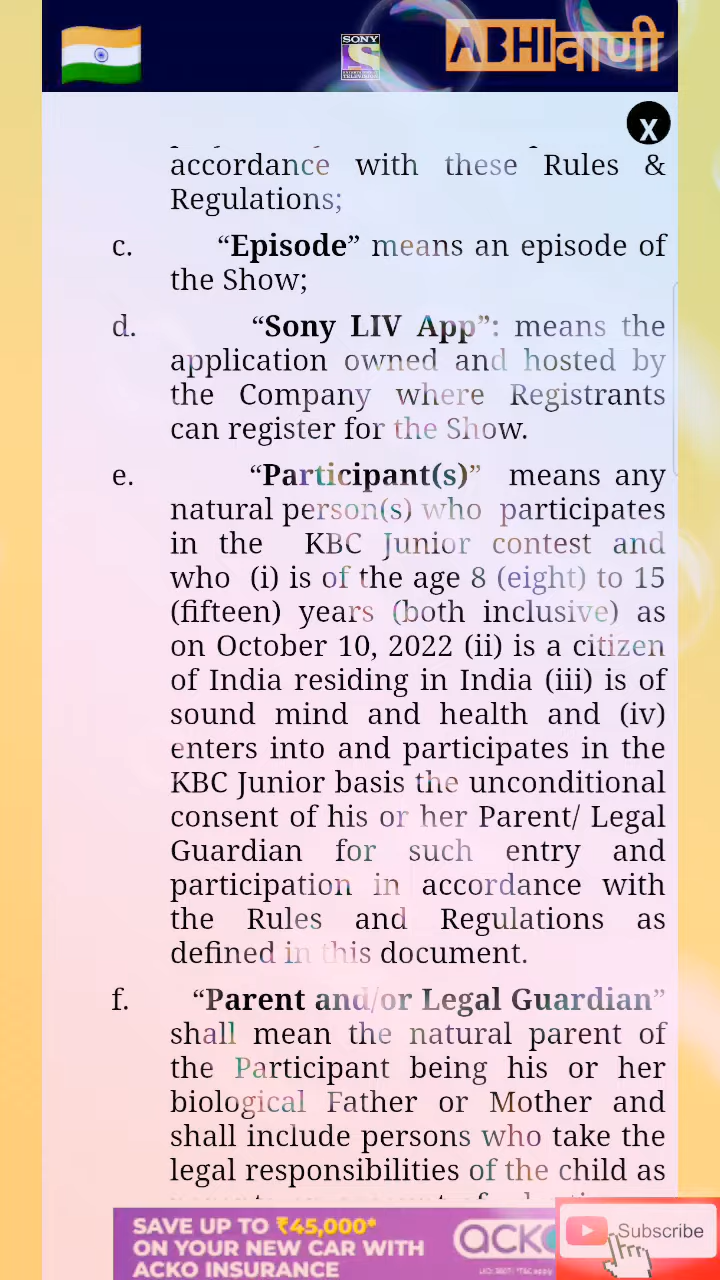 SONY
S
ENTERTAINMENT
TELEVISION
ABHIवाणी
X
accordance with these Rules &
Regulations;
c. “Episode” means an episode of
the Show;
d. “Sony LIV App”: means the
application owned and hosted by
the Company where Registrants
can register for the Show.
e. “Participant(s)” means any
natural person(s) who participates
in the KBC Junior contest and
who (i) is of the age 8 (eight) to 15
(fifteen) years (both inclusive) as
on October 10, 2022 (ii) is a citizen
of India residing in India (iii) is of
sound mind and health and (iv)
enters into and participates in the
KBC Junior basis the unconditional
consent of his or her Parent/ Legal
Guardian for such entry and
participation in accordance with
the Rules and Regulations as
defined in this document.
f. “Parent and/or Legal Guardian”
shall mean the natural parent of
the Participant being his or her
biological Father or Mother and
shall include persons who take the
legal responsibilities of the child as
SAVE UP TO ₹45,000*
ON YOUR NEW CAR WITH
ACKO INSURANCE
acko
Subscribe